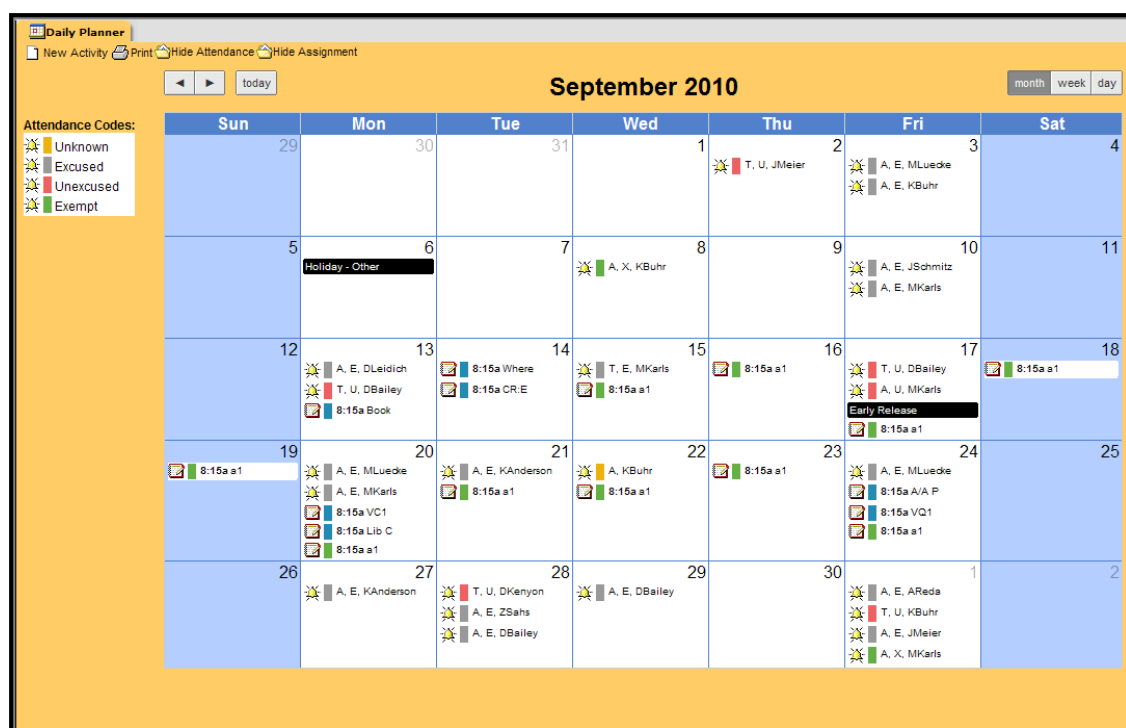 Daily Planner
New Activity Print Hide Attendance Hide Assignment
◄ ► today September 2010 month week day
Attendance Codes:
Unknown
Excused
Unexcused
Exempt
Sun Mon Tue Wed Thu Fri Sat
29 30 31 1 2 3 4
T, U, JMeier
A, E, MLuedke
A, E, KBuhr
5 6 7 8 9 10 11
Holiday - Other
A, X, KBuhr
A, E, JSchmitz
A, E, MKarls
12 13 14 15 16 17 18
A, E, DLeidich
T, U, DBailey
8:15a Book
8:15a Where
8:15a CR:E
T, E, MKarls
8:15a a1
8:15a a1
T, U, DBailey
A, U, MKarls
Early Release
8:15a a1
8:15a a1
19 20 21 22 23 24 25
8:15a a1
A, E, MLuedke
A, E, MKarls
8:15a VC1
8:15a Lib C
8:15a a1
A, E, KAnderson
8:15a a1
A, KBuhr
8:15a a1
8:15a a1
A, E, MLuedke
8:15a A/A P
8:15a VQ1
8:15a a1
26 27 28 29 30 1 2
A, E, KAnderson
T, U, DKenyon
A, E, ZSahs
A, E, DBailey
A, E, DBailey
A, E, AReda
T, U, KBuhr
A, E, JMeier
A, X, MKarls